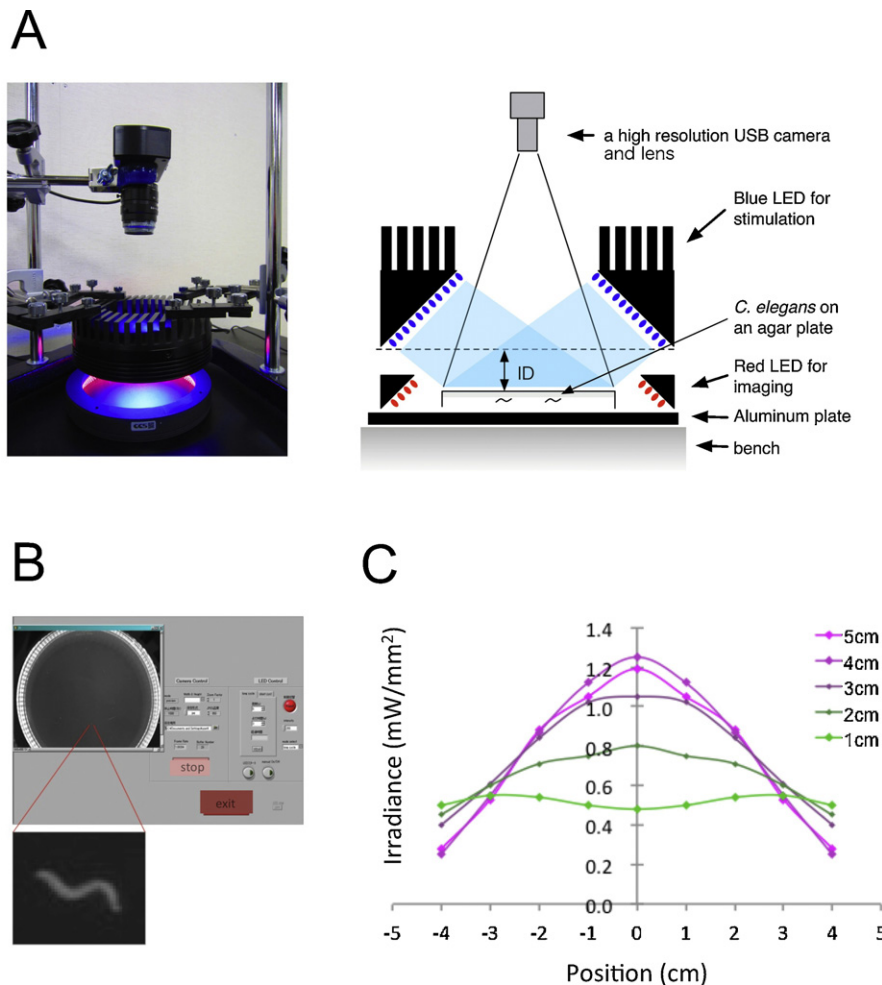 A
a high resolution USB camera
and lens
Blue LED for
stimulation
C. elegans on
an agar plate
ID
Red LED for
imaging
Aluminum plate
bench
B
Camera Control
LED Control
stop
exit
C
Irradiance (mW/mm²)
1.4
1.2
1.0
0.8
0.6
0.4
0.2
0.0
-5 -4 -3 -2 -1 0 1 2 3 4 5
Position (cm)
5cm
4cm
3cm
2cm
1cm